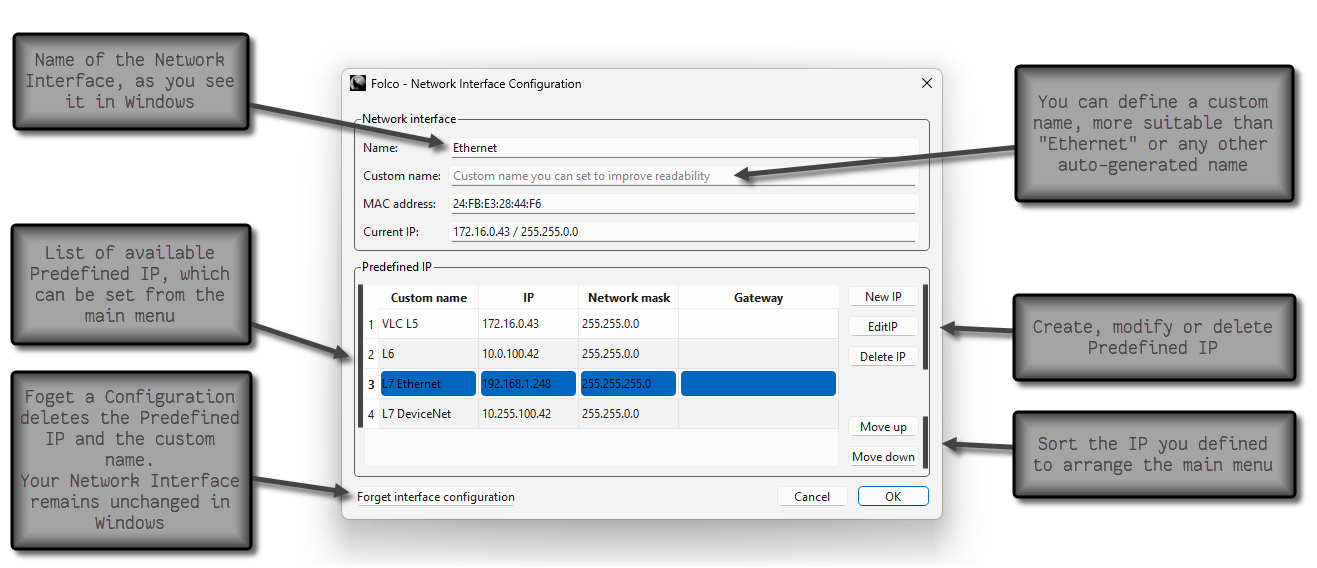 Name of the Network
Interface, as you see
it in Windows
You can define a custom
name, more suitable than
"Ethernet" or any other
auto-generated name
List of available
Predefined IP, which
can be set from the
main menu
Foget a Configuration
deletes the Predefined
IP and the custom
name.
Your Network Interface
remains unchanged in
Windows
Folco - Network Interface Configuration
Network interface
Name: Ethernet
Custom name: Custom name you can set to improve readability
MAC address: 24:FB:E3:28:44:F6
Current IP: 172.16.0.43 / 255.255.0.0
Predefined IP
Custom name IP Network mask Gateway
1 VLC L5 172.16.0.43 255.255.0.0
2 L6 10.0.100.42 255.255.0.0
3 L7 Ethernet 192.168.1.248 255.255.255.0
4 L7 DeviceNet 10.255.100.42 255.255.0.0
New IP
EditIP
Delete IP
Move up
Move down
Forget interface configuration
Cancel
OK
Create, modify or delete
Predefined IP
Sort the IP you defined
to arrange the main menu